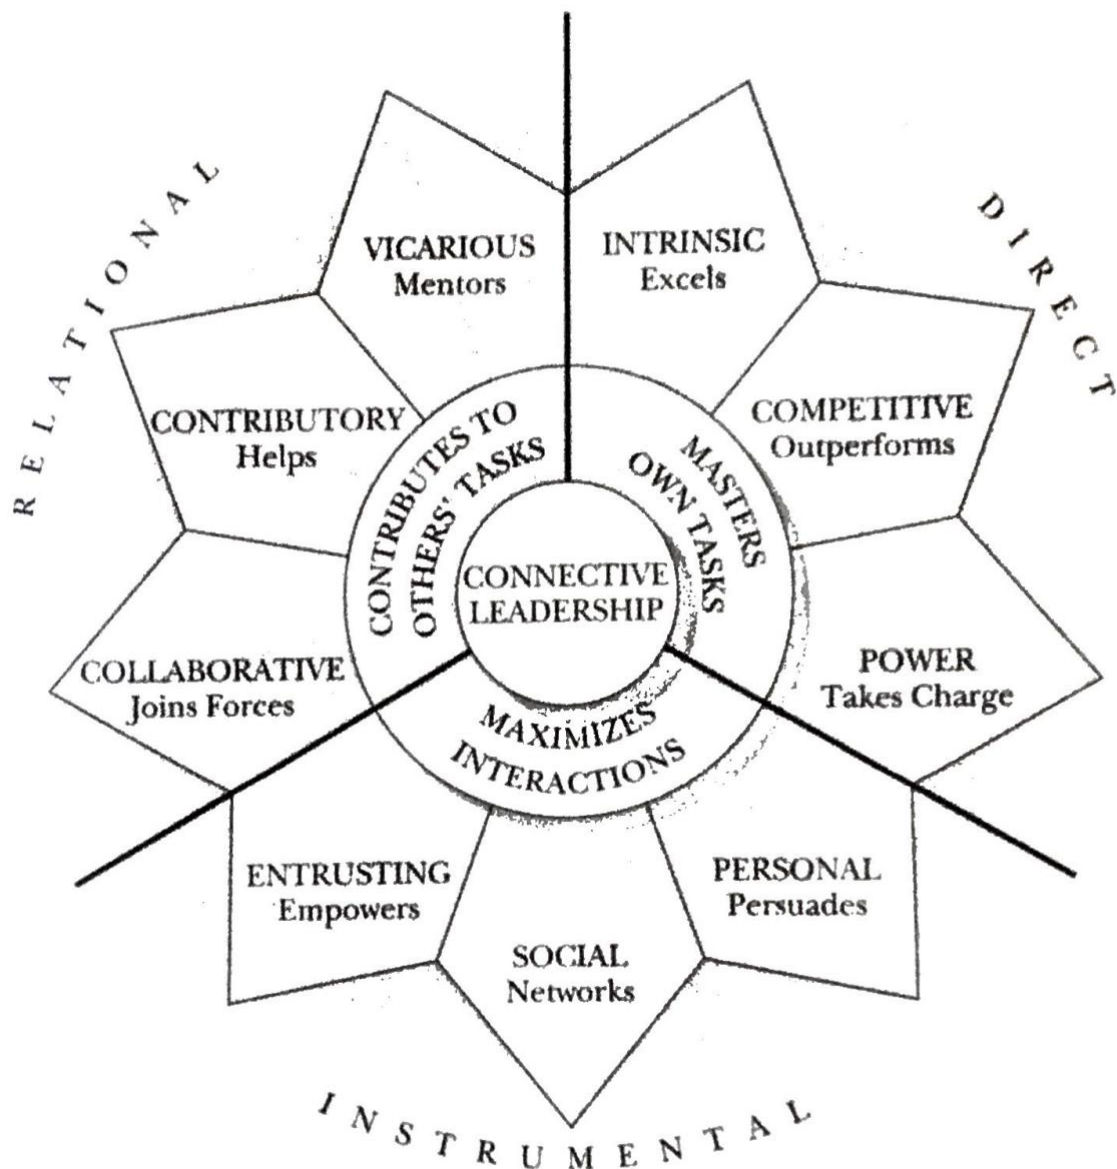 RELATIONAL
DIRECT
VICARIOUS
Mentors
INTRINSIC
Excels
CONTRIBUTORY
Helps
COMPETITIVE
Outperforms
CONTRIBUTES TO
OTHERS' TASKS
MASTERS
OWN TASKS
CONNECTIVE
LEADERSHIP
COLLABORATIVE
Joins Forces
POWER
Takes Charge
MAXIMIZES
INTERACTIONS
ENTRUSTING
Empowers
PERSONAL
Persuades
SOCIAL
Networks
INSTRUMENTAL